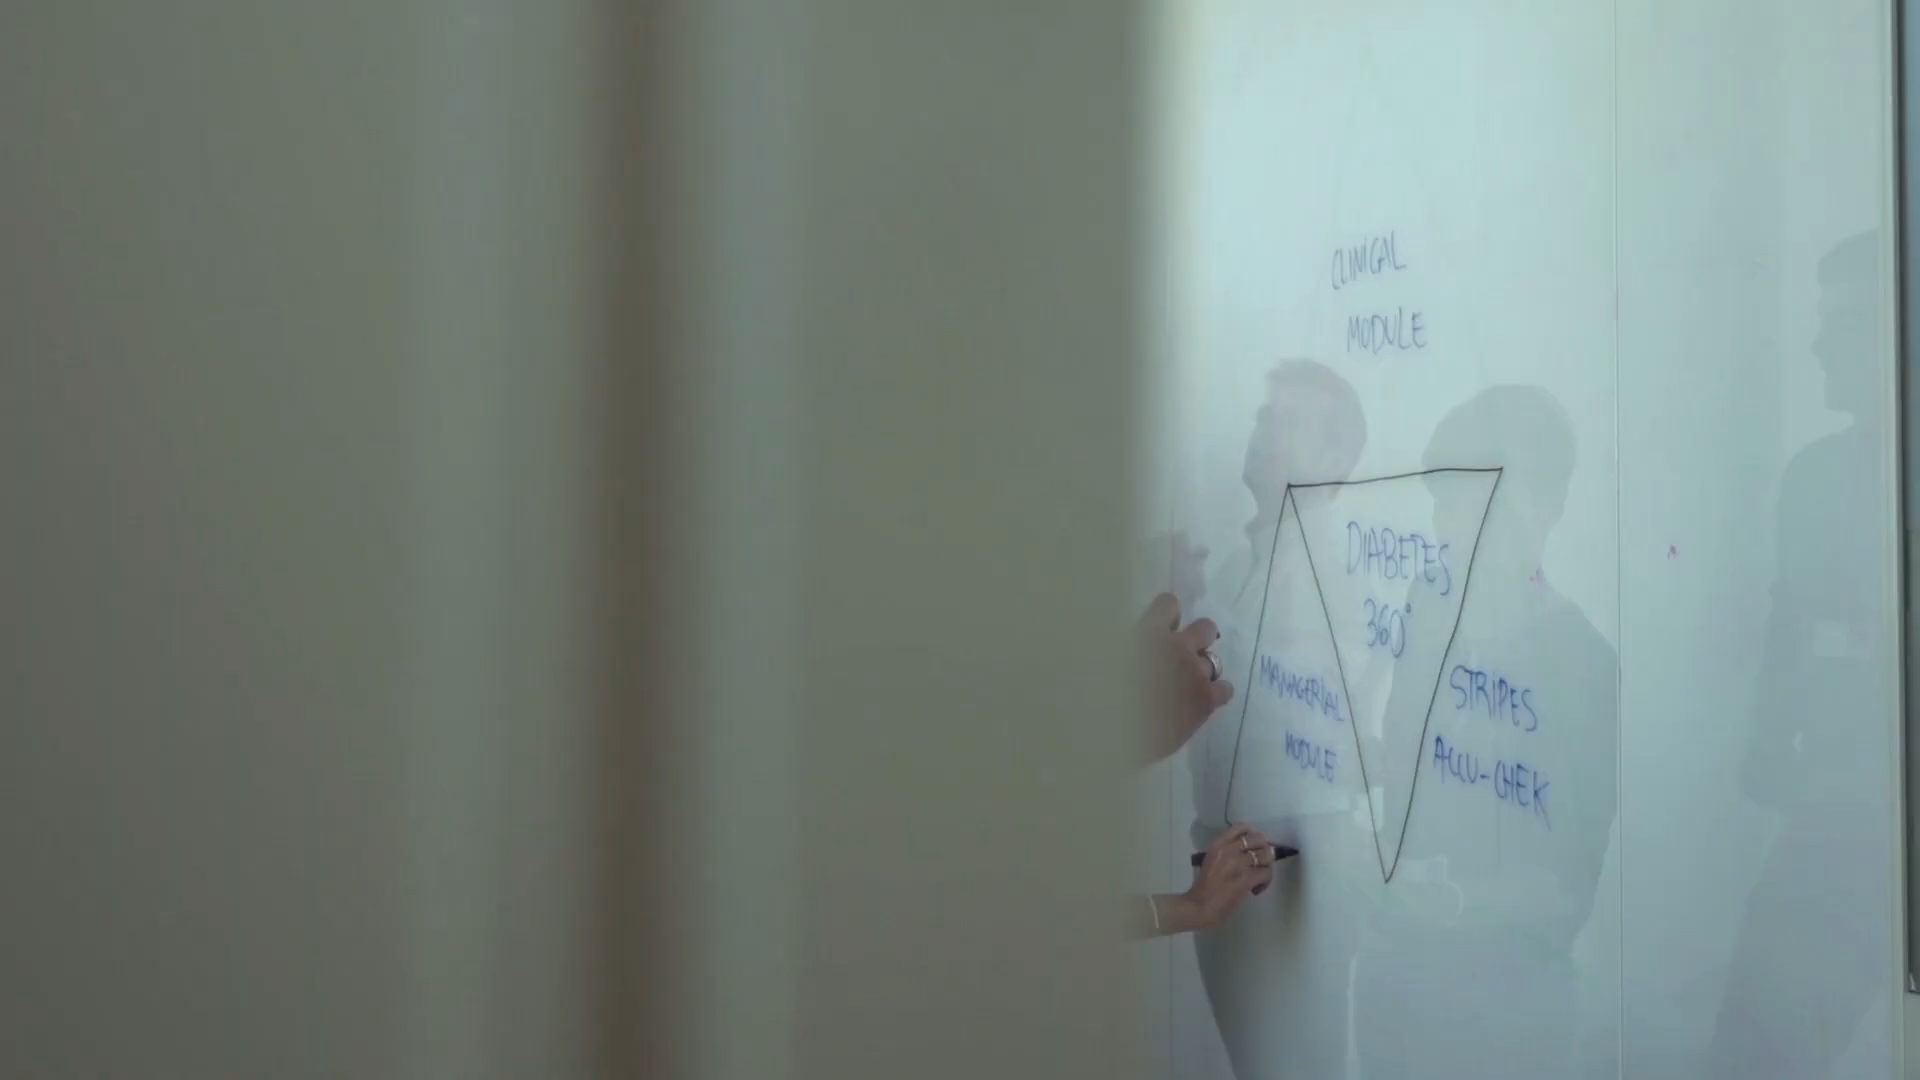 CLINICAL
MODULE
DIABETES
360°
MANAGERIAL
MODULE
STRIPES
ACCU-CHEK